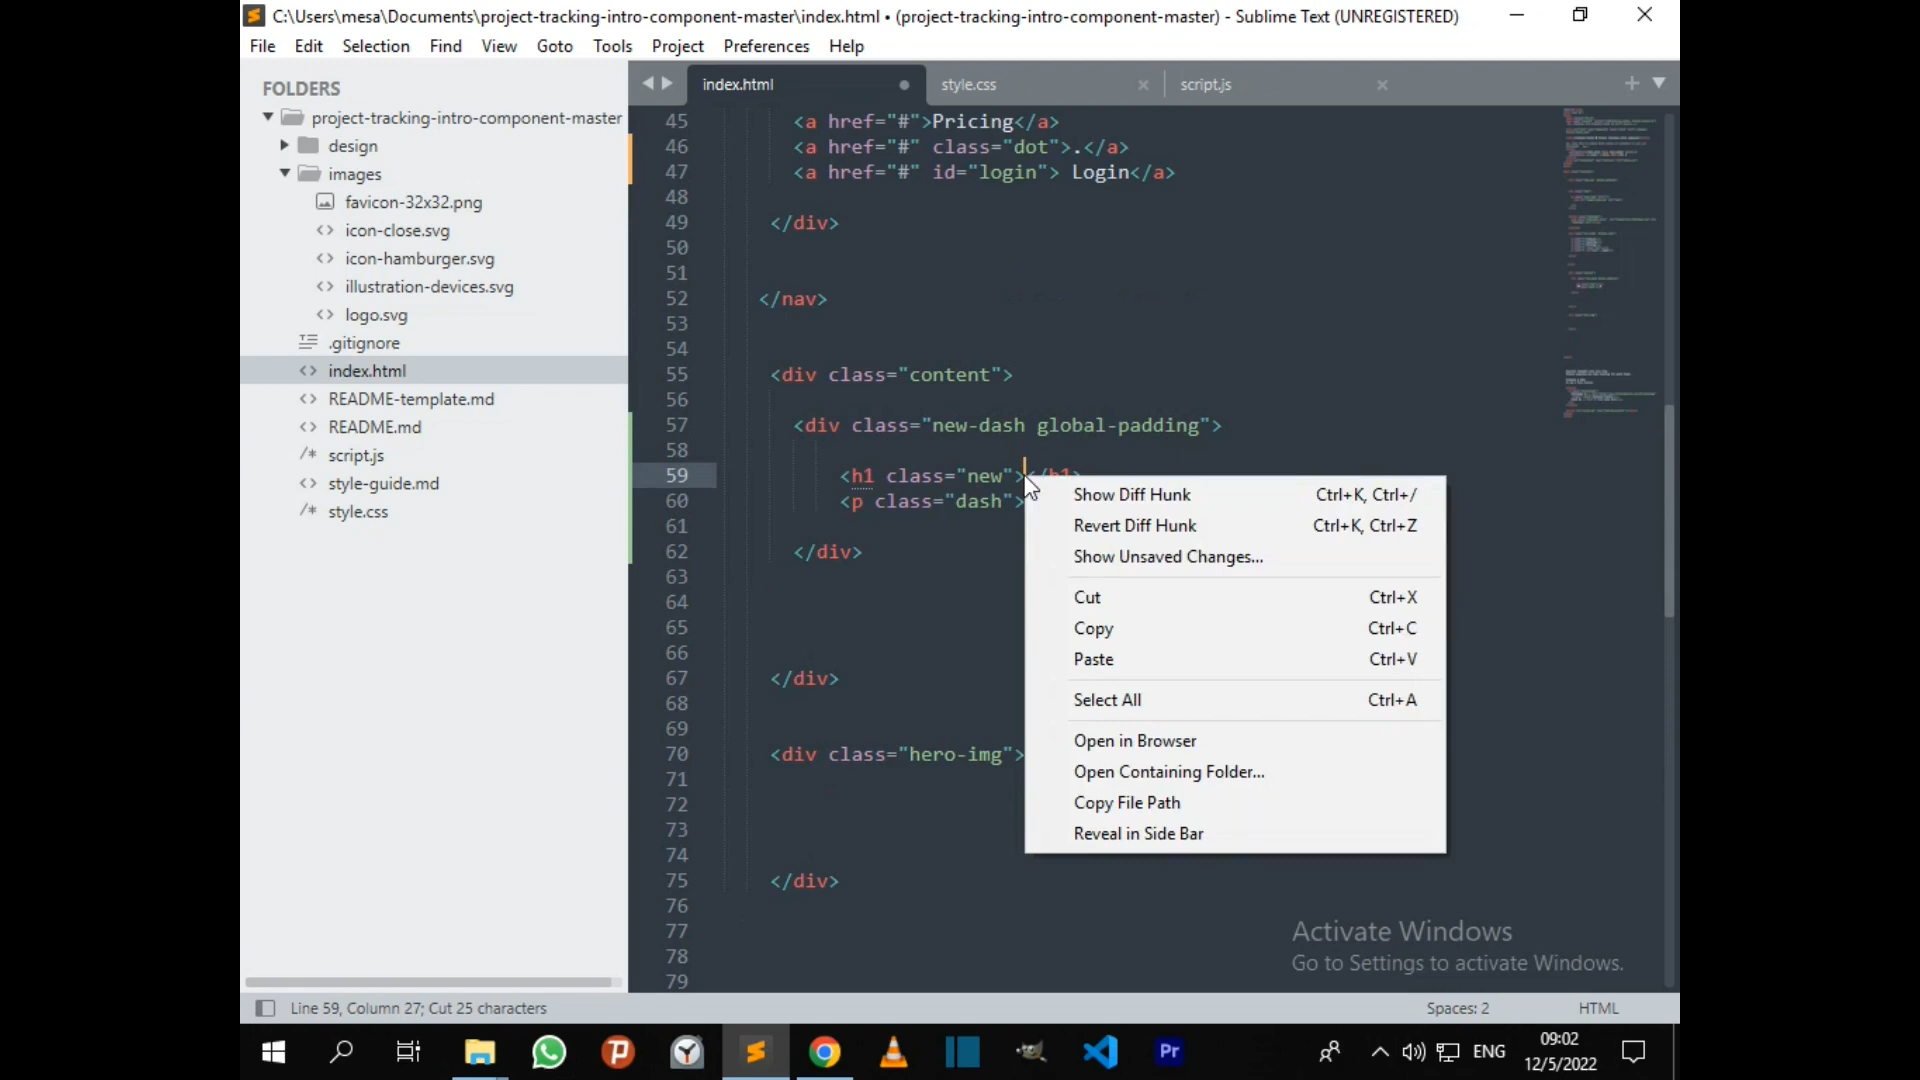 C:\Users\mesa\Documents\project-tracking-intro-component-master\index.html • (project-tracking-intro-component-master) - Sublime Text (UNREGISTERED)
File Edit Selection Find View Goto Tools Project Preferences Help
FOLDERS
project-tracking-intro-component-master
design
images
favicon-32x32.png
icon-close.svg
icon-hamburger.svg
illustration-devices.svg
logo.svg
.gitignore
index.html
README-template.md
README.md
script.js
style-guide.md
style.css
index.html style.css script.js
45 <a href="#">Pricing</a>
46 <a href="#" class="dot">.</a>
47 <a href="#" id="login"> Login</a>
48
49 </div>
50
51
52 </nav>
53
54
55 <div class="content">
56
57 <div class="new-dash global-padding">
58
59 <h1 class="new"></h1>
60 <p class="dash">
61
62 </div>
63
64
65
66
67 </div>
68
69
70 <div class="hero-img">
71
72
73
74
75 </div>
76
77
78
79
Show Diff Hunk Ctrl+K, Ctrl+/
Revert Diff Hunk Ctrl+K, Ctrl+Z
Show Unsaved Changes...
Cut Ctrl+X
Copy Ctrl+C
Paste Ctrl+V
Select All Ctrl+A
Open in Browser
Open Containing Folder...
Copy File Path
Reveal in Side Bar
Activate Windows
Go to Settings to activate Windows.
Line 59, Column 27; Cut 25 characters Spaces: 2 HTML
Pr
ENG
09:02
12/5/2022